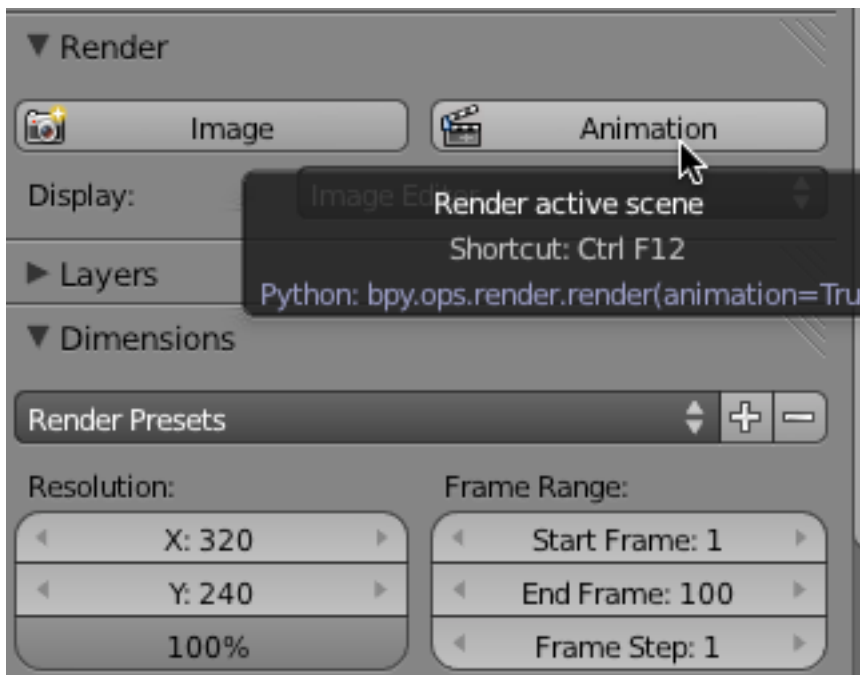 Render
Image
Animation
Display:
Image Editor
Render active scene
Shortcut: Ctrl F12
Python: bpy.ops.render.render(animation=Tru
Layers
Dimensions
Render Presets
Resolution:
Frame Range:
X: 320
Start Frame: 1
Y: 240
End Frame: 100
100%
Frame Step: 1